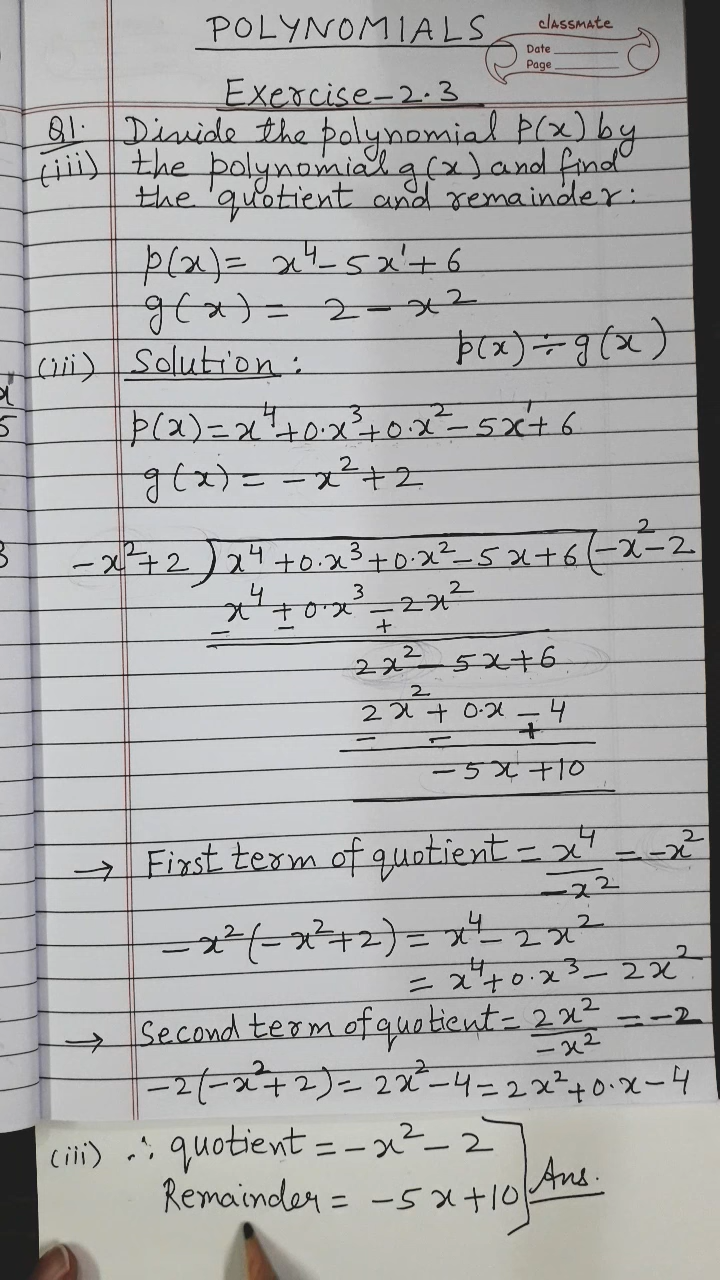 POLYNOMIALS
classmate
Date
Page
Exercise-2.3
Q1. Divide the polynomial p(x) by
(iii) the polynomial g(x) and find
the quotient and remainder:
p(x) = x⁴ - 5x¹ + 6
g(x) = 2 - x²
p(x) ÷ g(x)
(iii) Solution:
p(x) = x⁴ + 0·x³ + 0·x² - 5x¹ + 6
g(x) = -x² + 2
-x² + 2 ) x⁴ + 0·x³ + 0·x² - 5x + 6 ( -x² - 2
x⁴ + 0·x³ - 2x²
- - +
2x² - 5x + 6
2x² + 0·x - 4
- - +
-5x + 10
→ First term of quotient = x⁴/-x² = -x²
-x²(-x² + 2) = x⁴ - 2x²
= x⁴ + 0·x³ - 2x²
→ Second term of quotient = 2x²/-x² = -2
-2(-x² + 2) = 2x² - 4 = 2x² + 0·x - 4
(iii) ∴ quotient = -x² - 2
Remainder = -5x + 10] Ans.